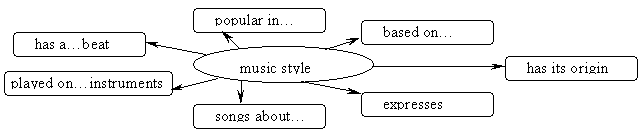 popular in…
based on…
has a…beat
music style
has its origin
played on…instruments
songs about…
expresses